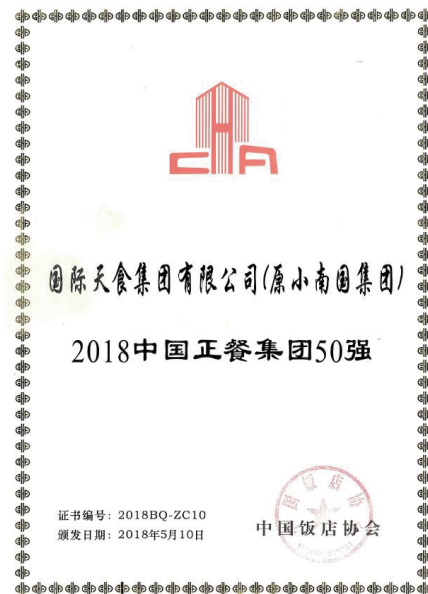 CHA
国际天食集团有限公司(原小南国集团)
2018中国正餐集团50强
证书编号: 2018BQ-ZC10
颁发日期: 2018年5月10日
中国饭店协会